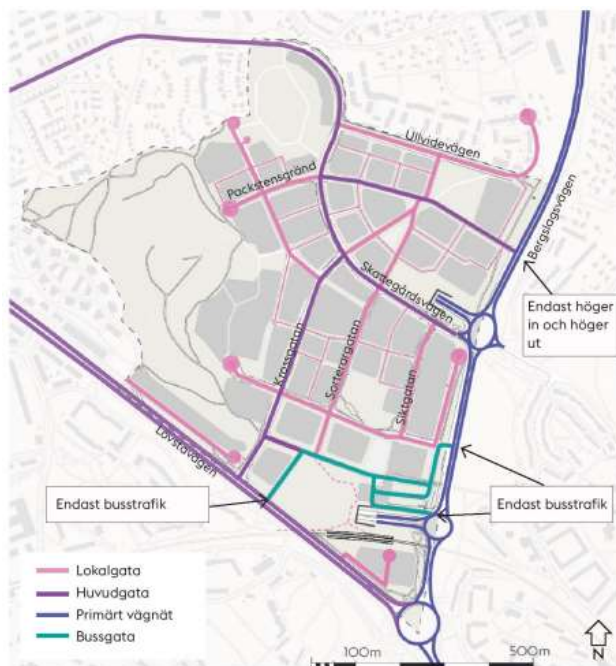 Ullvidevägen
Packstensgränd
Bergslagsvägen
Skattegårdsvägen
Endast höger
in och höger
ut
Krossgatan
Sorterargatan
Siktgatan
Lövstavägen
Endast busstrafik
Endast busstrafik
Lokalgata
Huvudgata
Primärt vägnät
Bussgata
100m
500m
N